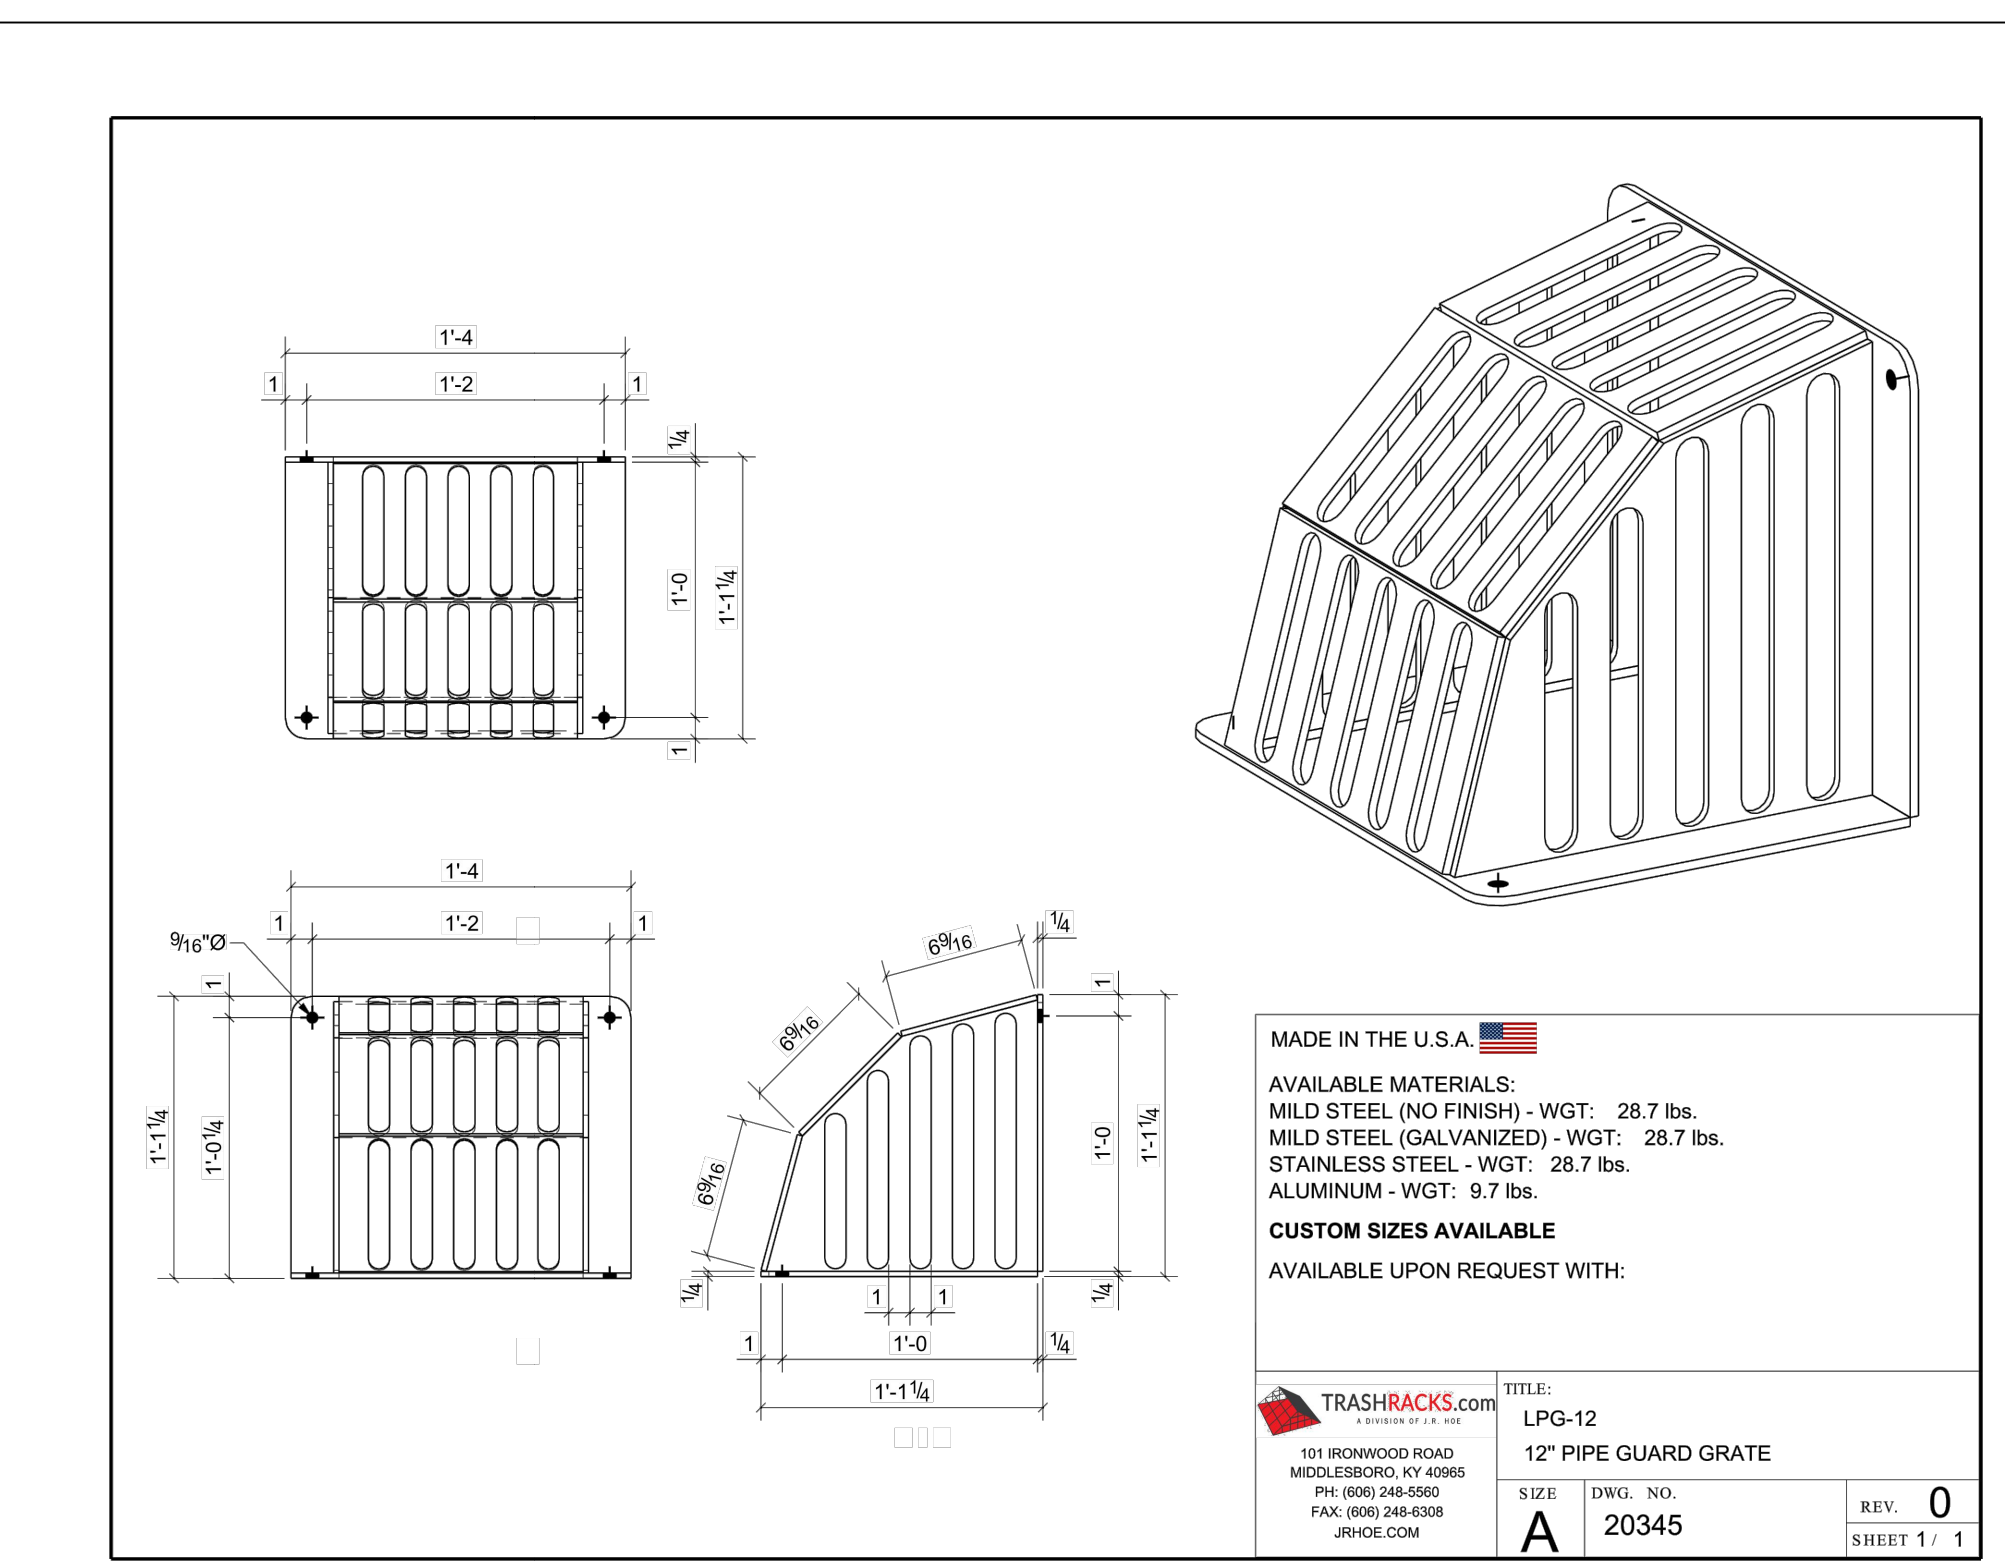 1'-4
1 1'-2 1
1/4
1'-0
1'-1 1/4
1
1'-4
1 1'-2 1
9/16"Ø
1
1'-1 1/4
1'-0 1/4
6 9/16
1/4
6 9/16
1
6 9/16
1'-0
1'-1 1/4
1/4
1/4
1 1
1 1'-0 1/4
1'-1 1/4
MADE IN THE U.S.A.
AVAILABLE MATERIALS:
MILD STEEL (NO FINISH) - WGT: 28.7 lbs.
MILD STEEL (GALVANIZED) - WGT: 28.7 lbs.
STAINLESS STEEL - WGT: 28.7 lbs.
ALUMINUM - WGT: 9.7 lbs.
CUSTOM SIZES AVAILABLE
AVAILABLE UPON REQUEST WITH:
TRASHRACKS.com
A DIVISION OF J.R. HOE
101 IRONWOOD ROAD
MIDDLESBORO, KY 40965
PH: (606) 248-5560
FAX: (606) 248-6308
JRHOE.COM
TITLE:
LPG-12
12" PIPE GUARD GRATE
SIZE
A
DWG. NO.
20345
REV. 0
SHEET 1 / 1